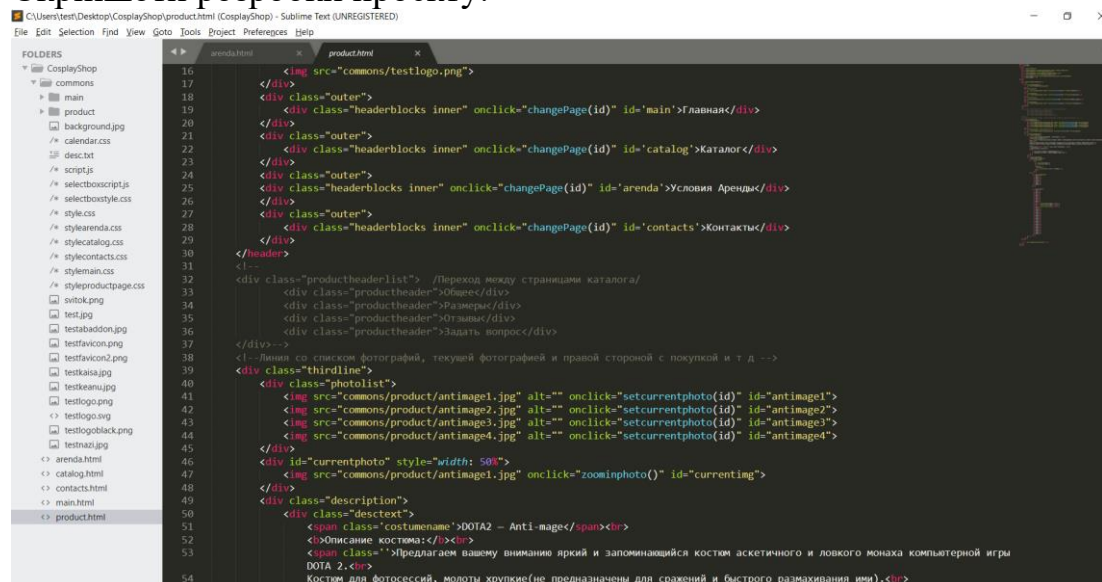 C:\Users\test\Desktop\CosplayShop\product.html (CosplayShop) - Sublime Text (UNREGISTERED)
File Edit Selection Find View Goto Tools Project Preferences Help
FOLDERS
CosplayShop
commons
main
product
background.jpg
calendar.css
desc.txt
script.js
selectboxscript.js
selectboxstyle.css
style.css
stylearenda.css
stylecatalog.css
stylecontacts.css
stylemain.css
styleproductpage.css
svitok.png
test.jpg
testabaddon.jpg
testfavicon.png
testfavicon2.png
testkaisa.jpg
testkeanu.jpg
testlogo.png
testlogo.svg
testlogoblack.png
testnazi.jpg
arenda.html
catalog.html
contacts.html
main.html
product.html
arenda.html × product.html ×
16 <img src="commons/testlogo.png">
17 </div>
18 <div class="outer">
19 <div class="headerblocks inner" onclick="changePage(id)" id='main'>Главная</div>
20 </div>
21 <div class="outer">
22 <div class="headerblocks inner" onclick="changePage(id)" id='catalog'>Каталог</div>
23 </div>
24 <div class="outer">
25 <div class="headerblocks inner" onclick="changePage(id)" id='arenda'>Условия Аренды</div>
26 </div>
27 <div class="outer">
28 <div class="headerblocks inner" onclick="changePage(id)" id='contacts'>Контакты</div>
29 </div>
30 </header>
31 <!--
32 <div class="productheaderlist"> /Переход между страницами каталога/
33 <div class="productheader">Общее</div>
34 <div class="productheader">Размеры</div>
35 <div class="productheader">Отзывы</div>
36 <div class="productheader">Задать вопрос</div>
37 </div>-->
38 <!--Линия со списком фотографий, текущей фотографией и правой стороной с покупкой и т д -->
39 <div class="thirdline">
40 <div class="photolist">
41 <img src="commons/product/antimage1.jpg" alt="" onclick="setcurrentphoto(id)" id="antimage1">
42 <img src="commons/product/antimage2.jpg" alt="" onclick="setcurrentphoto(id)" id="antimage2">
43 <img src="commons/product/antimage3.jpg" alt="" onclick="setcurrentphoto(id)" id="antimage3">
44 <img src="commons/product/antimage4.jpg" alt="" onclick="setcurrentphoto(id)" id="antimage4">
45 </div>
46 <div id="currentphoto" style="width: 50%">
47 <img src="commons/product/antimage1.jpg" onclick="zoominphoto()" id="currentimg">
48 </div>
49 <div class="description">
50 <div class="desctext">
51 <span class='costumename'>DOTA2 – Anti-mage</span><br>
52 <b>Описание костюма:</b><br>
53 <span class=''>Предлагаем вашему вниманию яркий и запоминающийся костюм аскетичного и ловкого монаха компьютерной игры
DOTA 2.<br>
54 Костюм для фотосессий, молоты хрупкие(не предназначены для сражений и быстрого размахивания ими).<br>